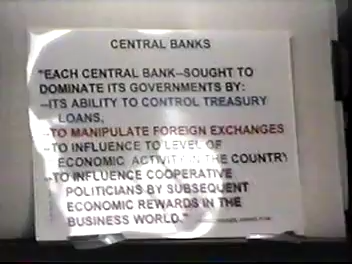 CENTRAL BANKS
"EACH CENTRAL BANK--SOUGHT TO
DOMINATE ITS GOVERNMENTS BY:
--ITS ABILITY TO CONTROL TREASURY
LOANS,
--TO MANIPULATE FOREIGN EXCHANGES
--TO INFLUENCE TO LEVEL OF
ECONOMIC ACTIVITY IN THE COUNTRY
--TO INFLUENCE COOPERATIVE
POLITICIANS BY SUBSEQUENT
ECONOMIC REWARDS IN THE
BUSINESS WORLD."